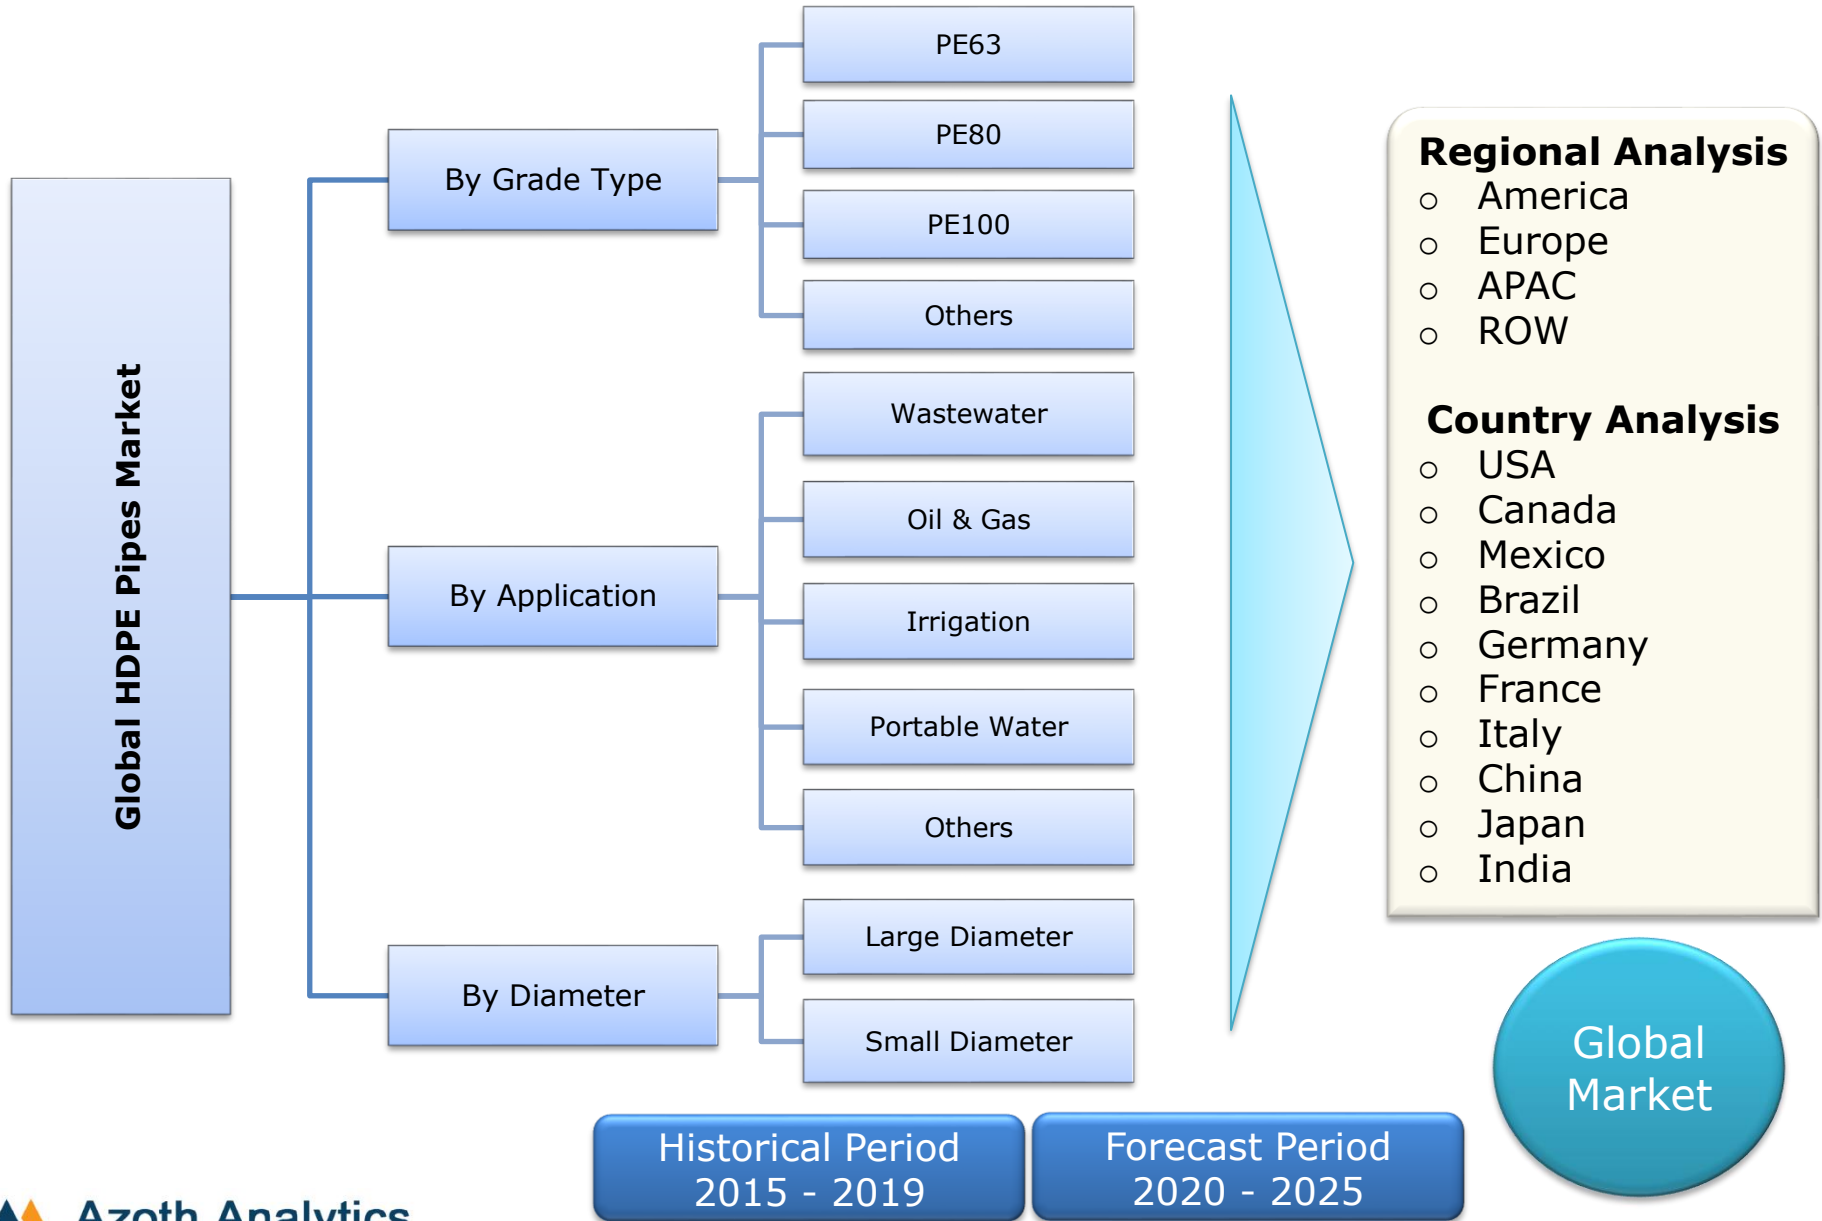 Global HDPE Pipes Market
By Grade Type
PE63
PE80
PE100
Others
By Application
Wastewater
Oil & Gas
Irrigation
Portable Water
Others
By Diameter
Large Diameter
Small Diameter
Regional Analysis
o America
o Europe
o APAC
o ROW
Country Analysis
o USA
o Canada
o Mexico
o Brazil
o Germany
o France
o Italy
o China
o Japan
o India
Global
Market
Historical Period
2015 - 2019
Forecast Period
2020 - 2025
Azoth Analytics